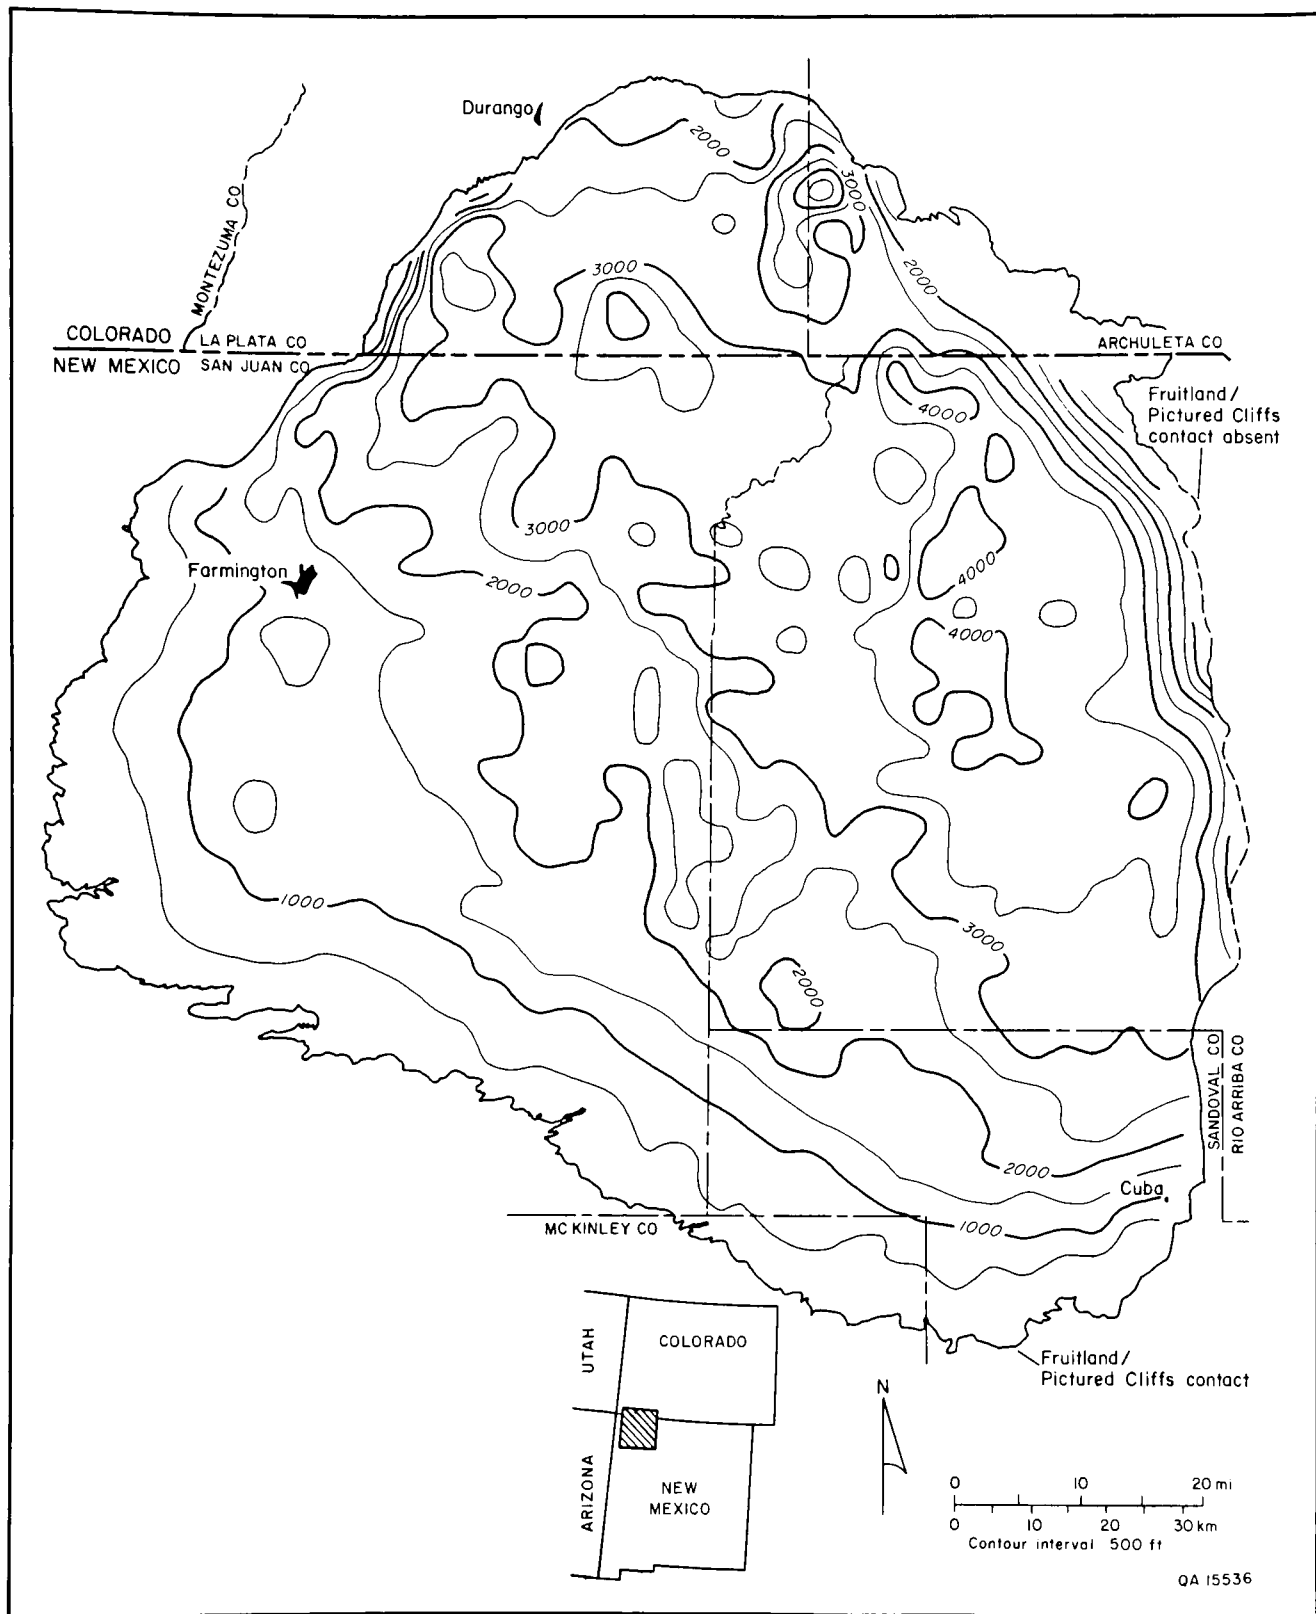 Durango
2000
3000
MONTEZUMA CO
2000
3000
COLORADO
LA PLATA CO
ARCHULETA CO
NEW MEXICO
SAN JUAN CO
Fruitland/
Pictured Cliffs
contact absent
4000
3000
4000
Farmington
2000
4000
1000
3000
2000
SANDOVAL CO
RIO ARRIBA CO
2000
Cuba
1000
MC KINLEY CO
Fruitland/
Pictured Cliffs contact
UTAH
COLORADO
ARIZONA
NEW
MEXICO
N
0 10 20 mi
0 10 20 30 km
Contour interval 500 ft
QA 15536